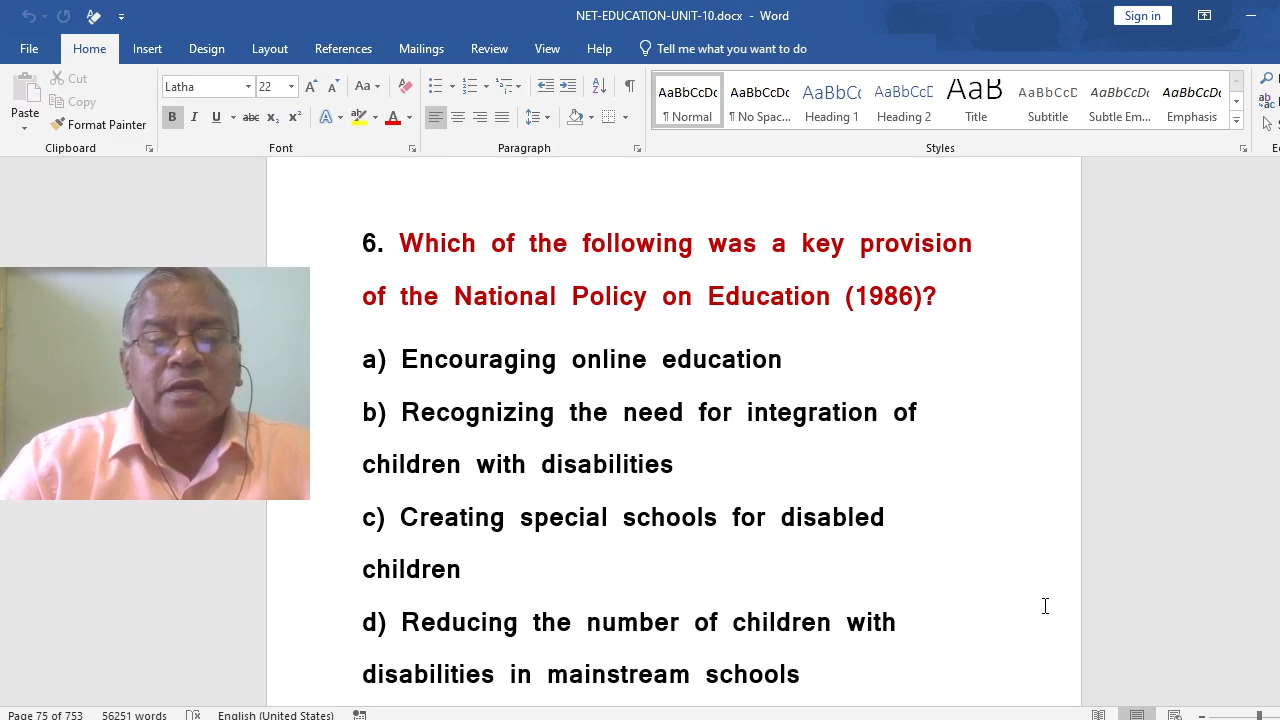 NET-EDUCATION-UNIT-10.docx - Word
Sign in
File Home Insert Design Layout References Mailings Review View Help Tell me what you want to do
Cut
Copy
Paste
Format Painter
Clipboard
Latha 22
Font
Paragraph
AaBbCcDc AaBbCcDc AaBbCc AaBbCcD AaB AaBbCcD AaBbCcDt AaBbCcDt
¶ Normal ¶ No Spac... Heading 1 Heading 2 Title Subtitle Subtle Em... Emphasis
Styles
6. Which of the following was a key provision
of the National Policy on Education (1986)?
a) Encouraging online education
b) Recognizing the need for integration of
children with disabilities
c) Creating special schools for disabled
children
d) Reducing the number of children with
disabilities in mainstream schools
Page 75 of 753 56251 words English (United States)